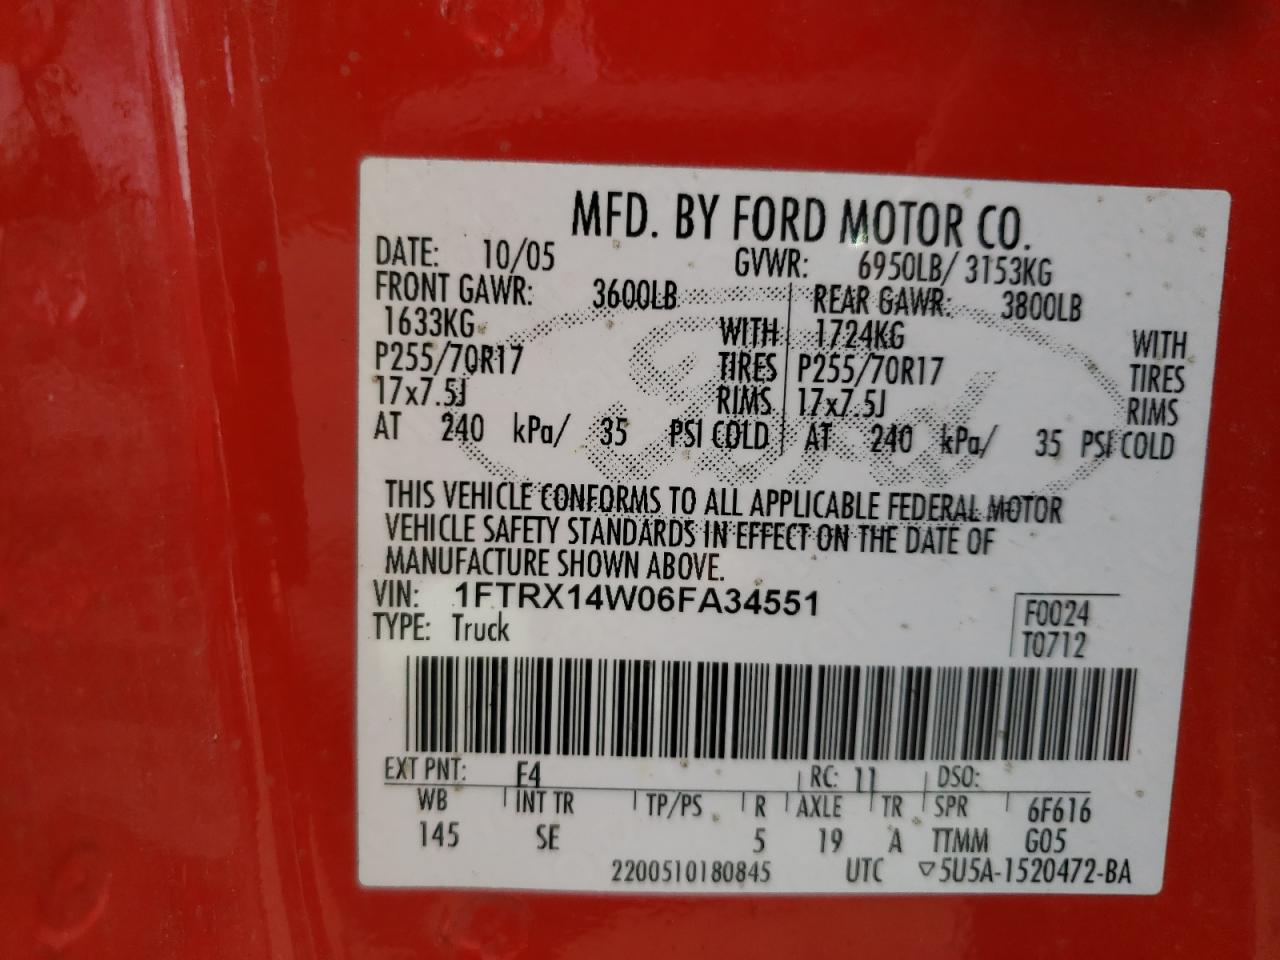 MFD. BY FORD MOTOR CO.
DATE: 10/05 GVWR: 6950LB/ 3153KG
FRONT GAWR: 3600LB REAR GAWR: 3800LB
1633KG WITH 1724KG WITH
P255/70R17 TIRES P255/70R17 TIRES
17x7.5J RIMS 17x7.5J RIMS
AT 240 kPa/ 35 PSI COLD AT 240 kPa/ 35 PSI COLD
Ford
THIS VEHICLE CONFORMS TO ALL APPLICABLE FEDERAL MOTOR
VEHICLE SAFETY STANDARDS IN EFFECT ON THE DATE OF
MANUFACTURE SHOWN ABOVE.
VIN: 1FTRX14W06FA34551 F0024
TYPE: Truck T0712
EXT PNT: E4 RC: 11 DSO:
WB INT TR TP/PS R AXLE TR SPR 6F616
145 SE 5 19 A TTMM G05
2200510180845 UTC ▽5U5A-1520472-BA